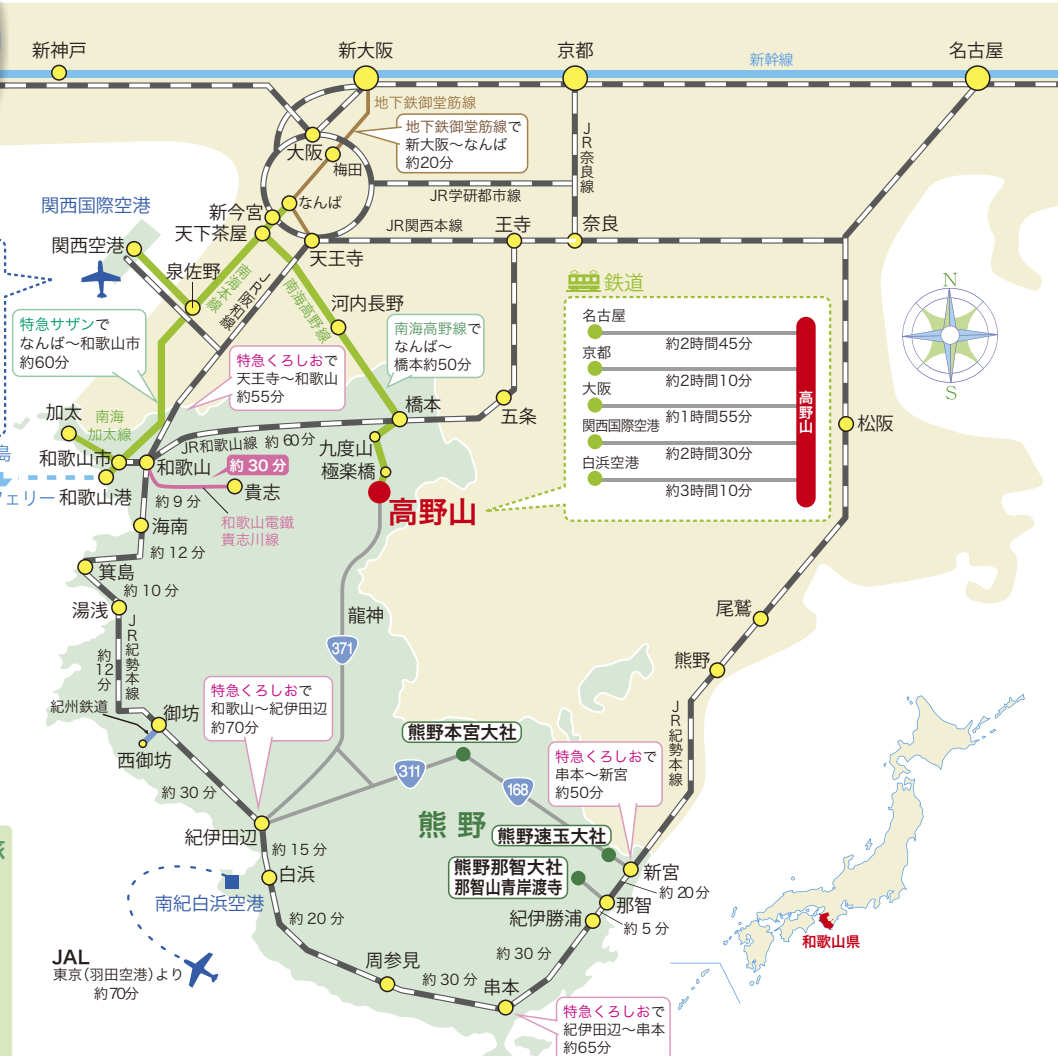 新神戸
新大阪
京都
新幹線
名古屋
地下鉄御堂筋線
地下鉄御堂筋線で
新大阪〜なんば
約20分
大阪
梅田
JR奈良線
JR学研都市線
なんば
関西国際空港
新今宮
天下茶屋
JR関西本線
王寺
奈良
関西空港
天王寺
泉佐野
南海本線
JR阪和線
南海高野線
河内長野
鉄道
名古屋
約2時間45分
京都
約2時間10分
大阪
約1時間55分
関西国際空港
約2時間30分
白浜空港
約3時間10分
高野山
N
S
特急サザンで
なんば〜和歌山市
約60分
南海高野線で
なんば〜
橋本約50分
特急くろしおで
天王寺〜和歌山
約55分
加太
南海
加太線
橋本
五条
松阪
JR和歌山線 約60分
九度山
極楽橋
和歌山市
和歌山
約30分
島
フェリー
和歌山港
約9分
貴志
高野山
和歌山電鐵
貴志川線
海南
約12分
箕島
約10分
湯浅
龍神
尾鷲
371
JR紀勢本線
約12分
熊野
紀州鉄道
御坊
特急くろしおで
和歌山〜紀伊田辺
約70分
西御坊
熊野本宮大社
JR紀勢本線
特急くろしおで
串本〜新宮
約50分
311
168
約30分
熊野
紀伊田辺
熊野速玉大社
約15分
熊野那智大社
那智山青岸渡寺
新宮
白浜
約20分
南紀白浜空港
那智
紀伊勝浦
約5分
約20分
和歌山県
約30分
JAL
東京(羽田空港)より
約70分
周参見
約30分
串本
特急くろしおで
紀伊田辺〜串本
約65分